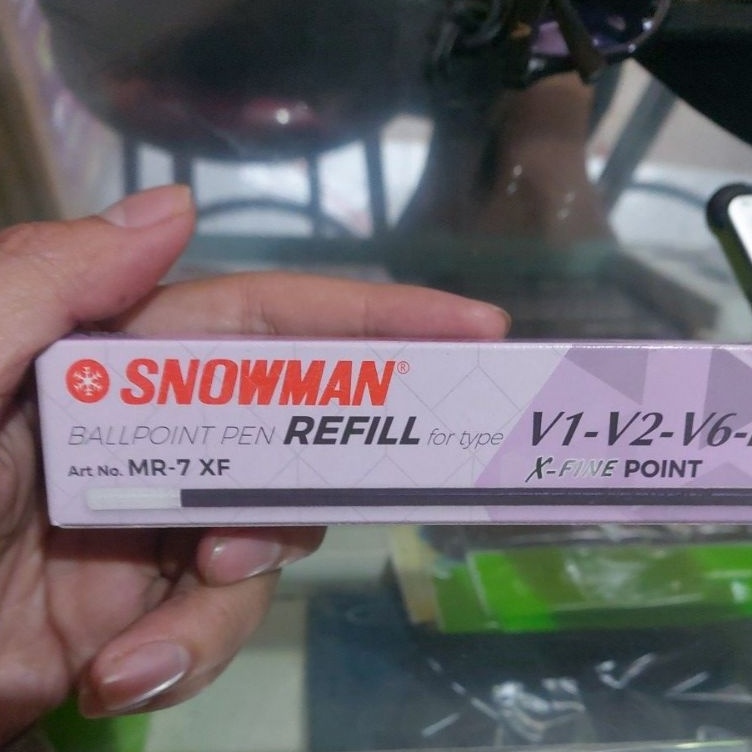 SNOWMAN®
BALLPOINT PEN REFILL for type V1-V2-V6-
Art No. MR-7 XF
X-FINE POINT